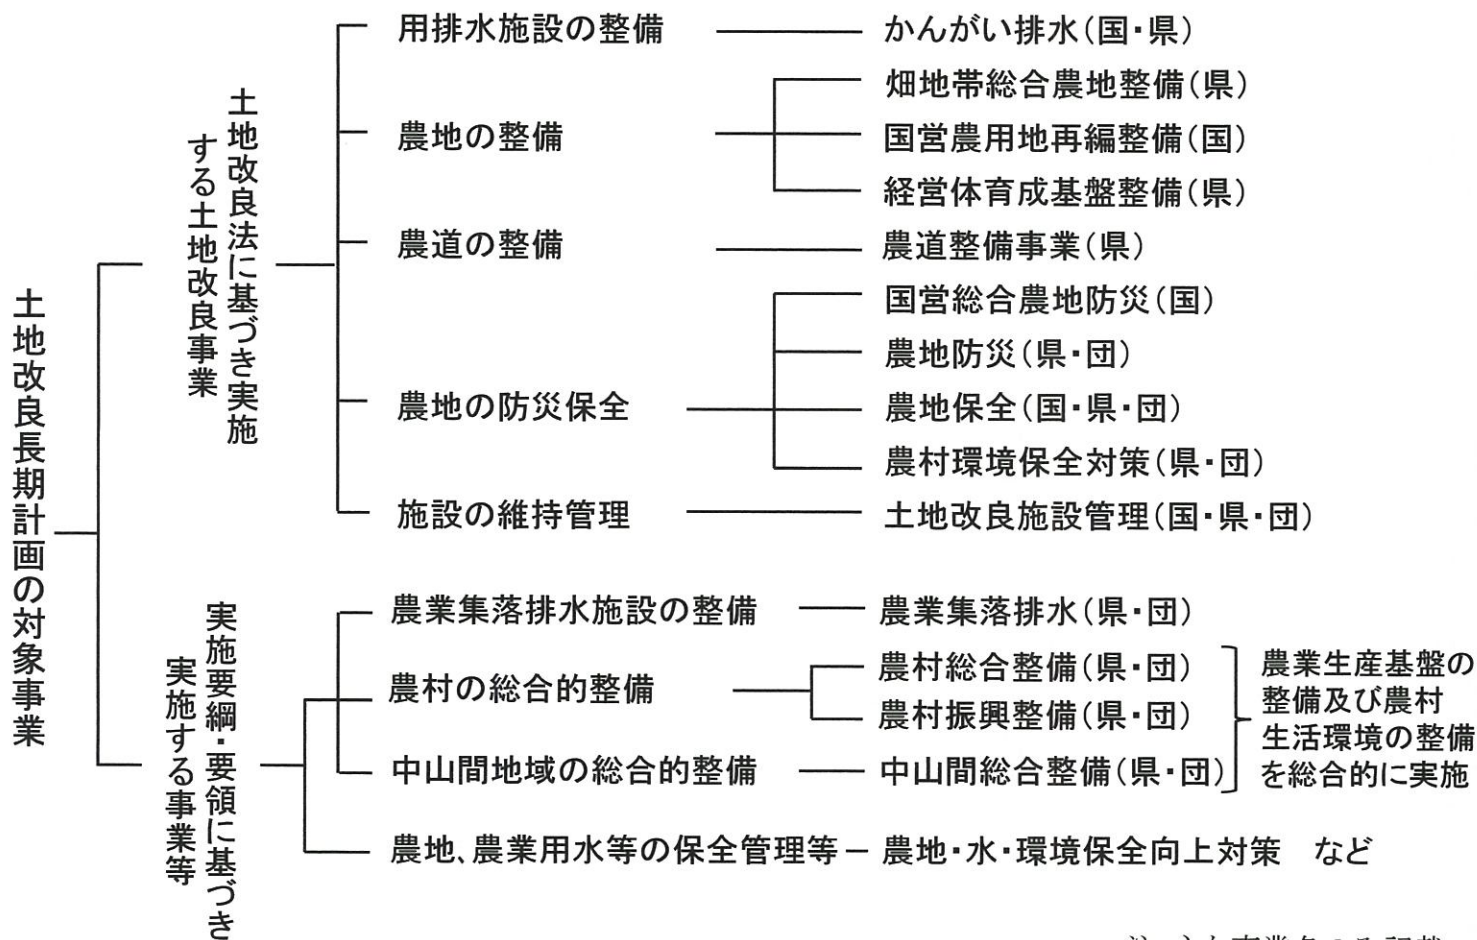 土地改良長期計画の対象事業
土地改良法に基づき実施
する土地改良事業
用排水施設の整備
かんがい排水(国・県)
農地の整備
畑地帯総合農地整備(県)
国営農用地再編整備(国)
経営体育成基盤整備(県)
農道の整備
農道整備事業(県)
農地の防災保全
国営総合農地防災(国)
農地防災(県・団)
農地保全(国・県・団)
農村環境保全対策(県・団)
施設の維持管理
土地改良施設管理(国・県・団)
実施要綱・要領に基づき
実施する事業等
農業集落排水施設の整備
農業集落排水(県・団)
農村の総合的整備
農村総合整備(県・団)
農村振興整備(県・団)
中山間地域の総合的整備
中山間総合整備(県・団)
農業生産基盤の
整備及び農村
生活環境の整備
を総合的に実施
農地、農業用水等の保全管理等
農地・水・環境保全向上対策 など